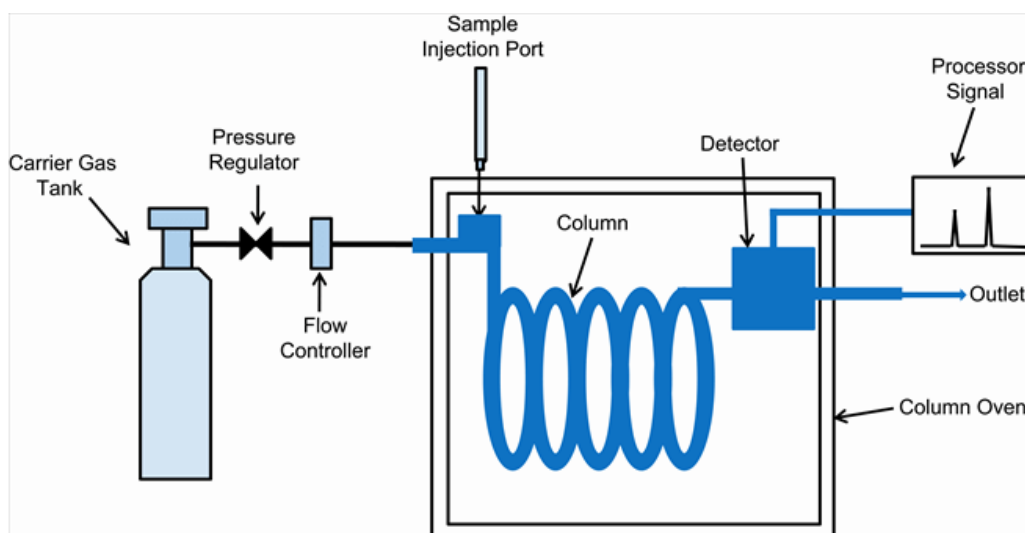 Sample
Injection Port
Processor
Signal
Pressure
Regulator
Detector
Carrier Gas
Tank
Column
Outlet
Flow
Controller
Column Oven